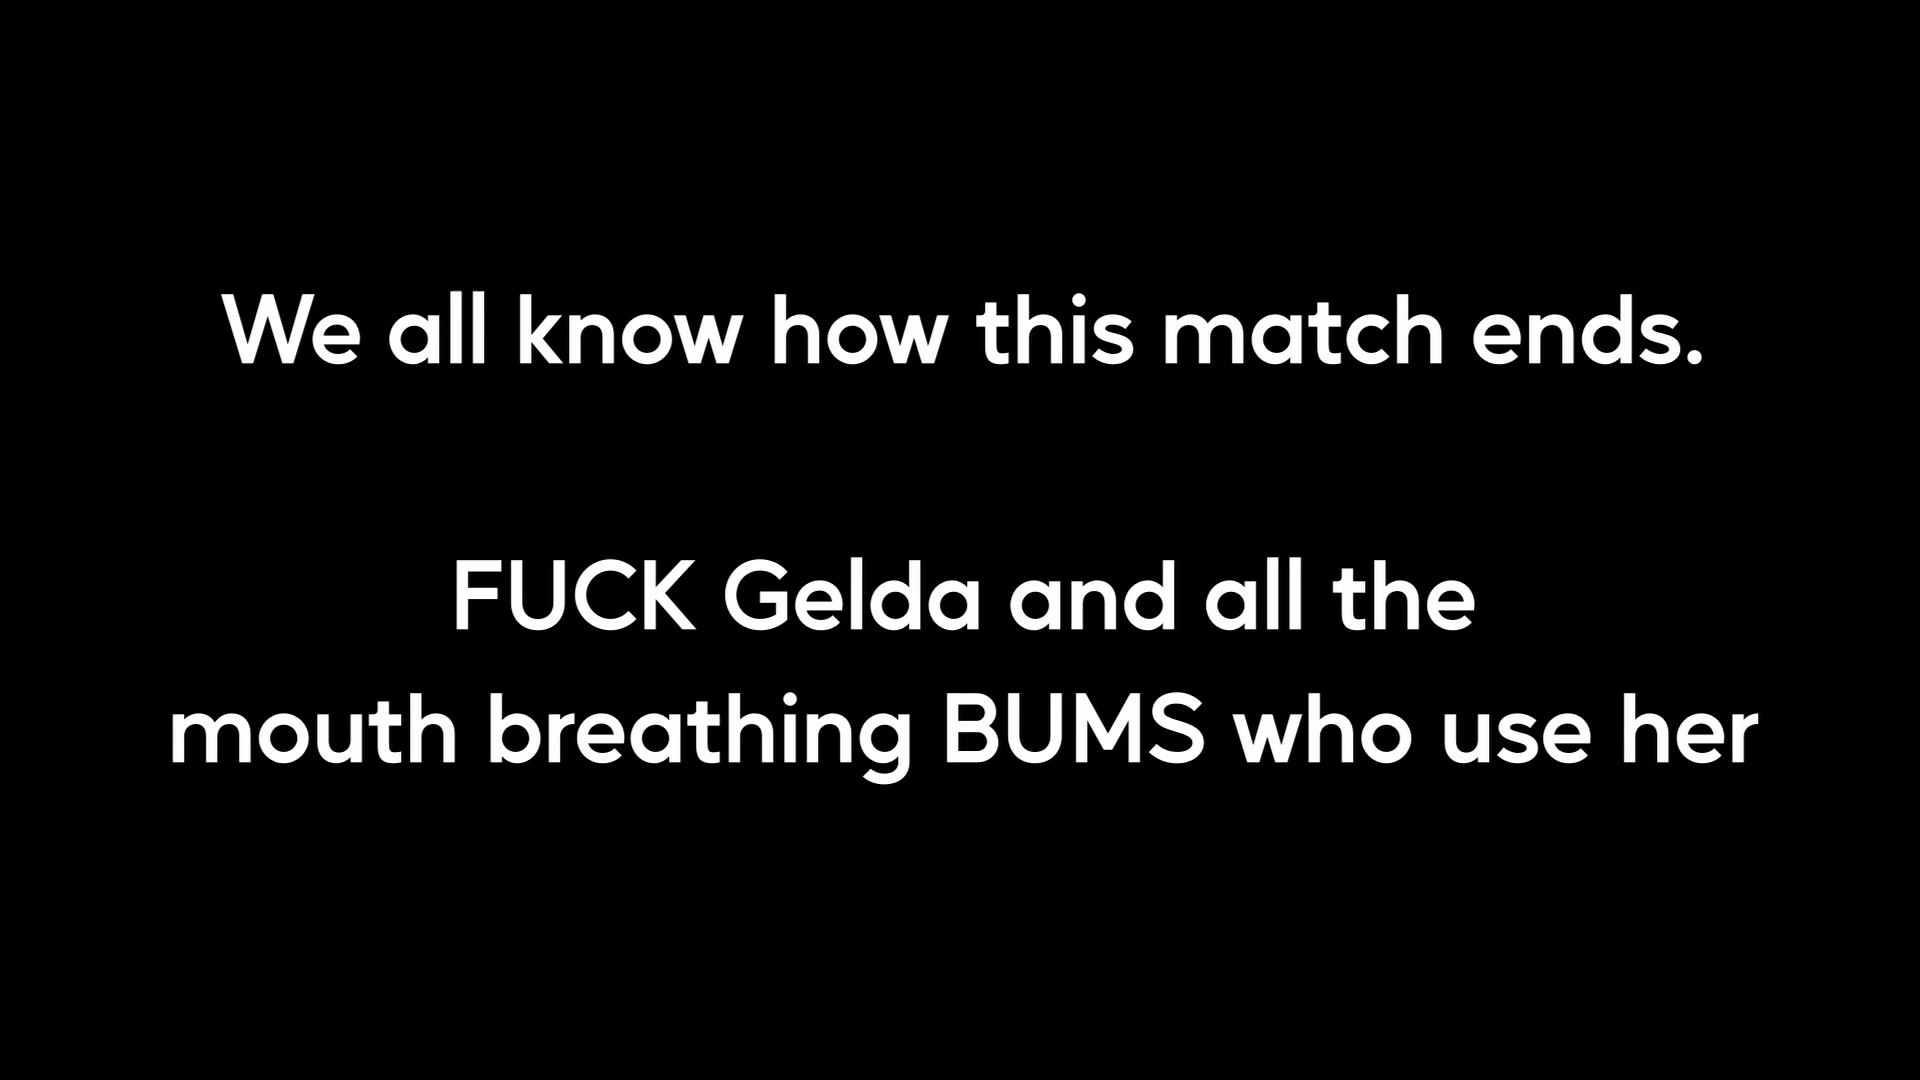 We all know how this match ends.
FUCK Gelda and all the
mouth breathing BUMS who use her